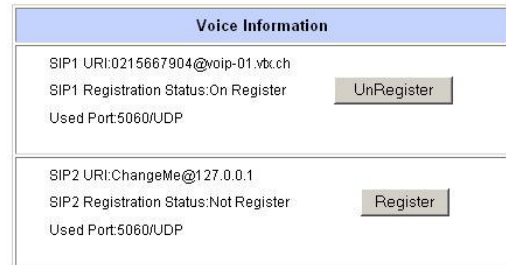 Voice Information
SIP1 URI:0215667904@voip-01.vtx.ch
SIP1 Registration Status:On Register
UnRegister
Used Port:5060/UDP
SIP2 URI:ChangeMe@127.0.0.1
SIP2 Registration Status:Not Register
Register
Used Port:5060/UDP